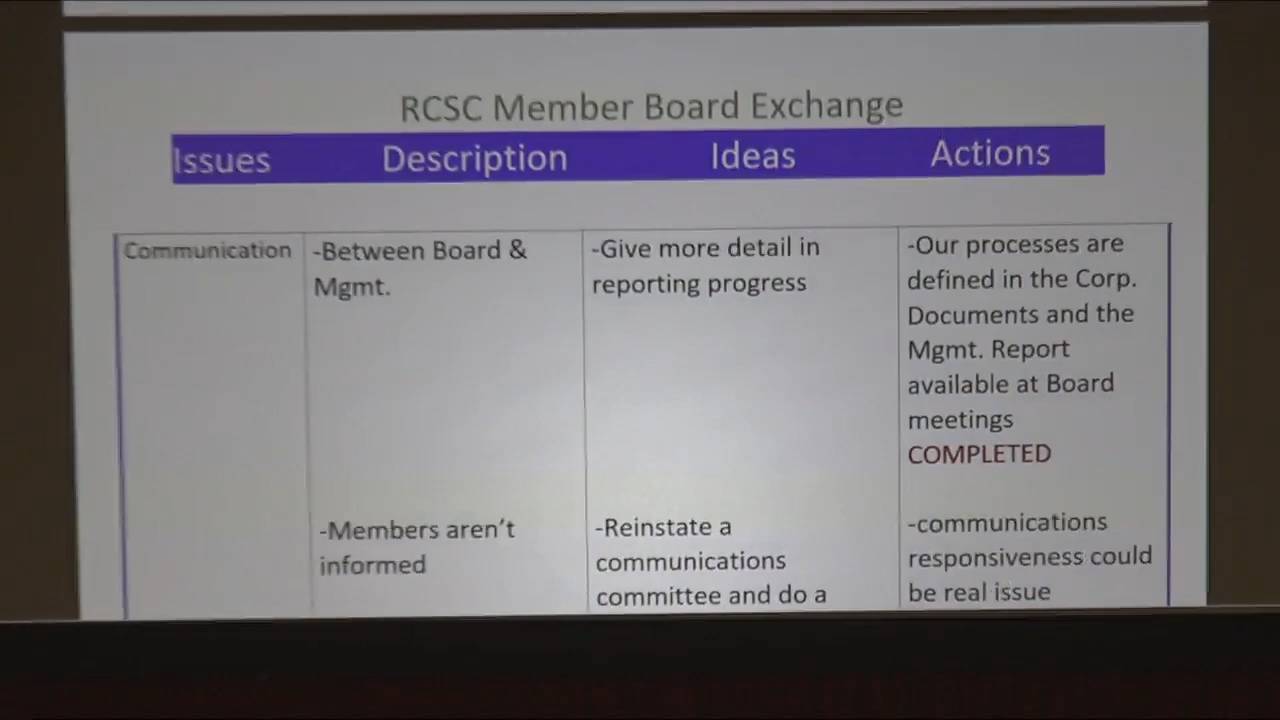 RCSC Member Board Exchange
Issues Description Ideas Actions
Communication
-Between Board &
Mgmt.
-Give more detail in
reporting progress
-Our processes are
defined in the Corp.
Documents and the
Mgmt. Report
available at Board
meetings
COMPLETED
-Members aren't
informed
-Reinstate a
communications
committee and do a
-communications
responsiveness could
be real issue